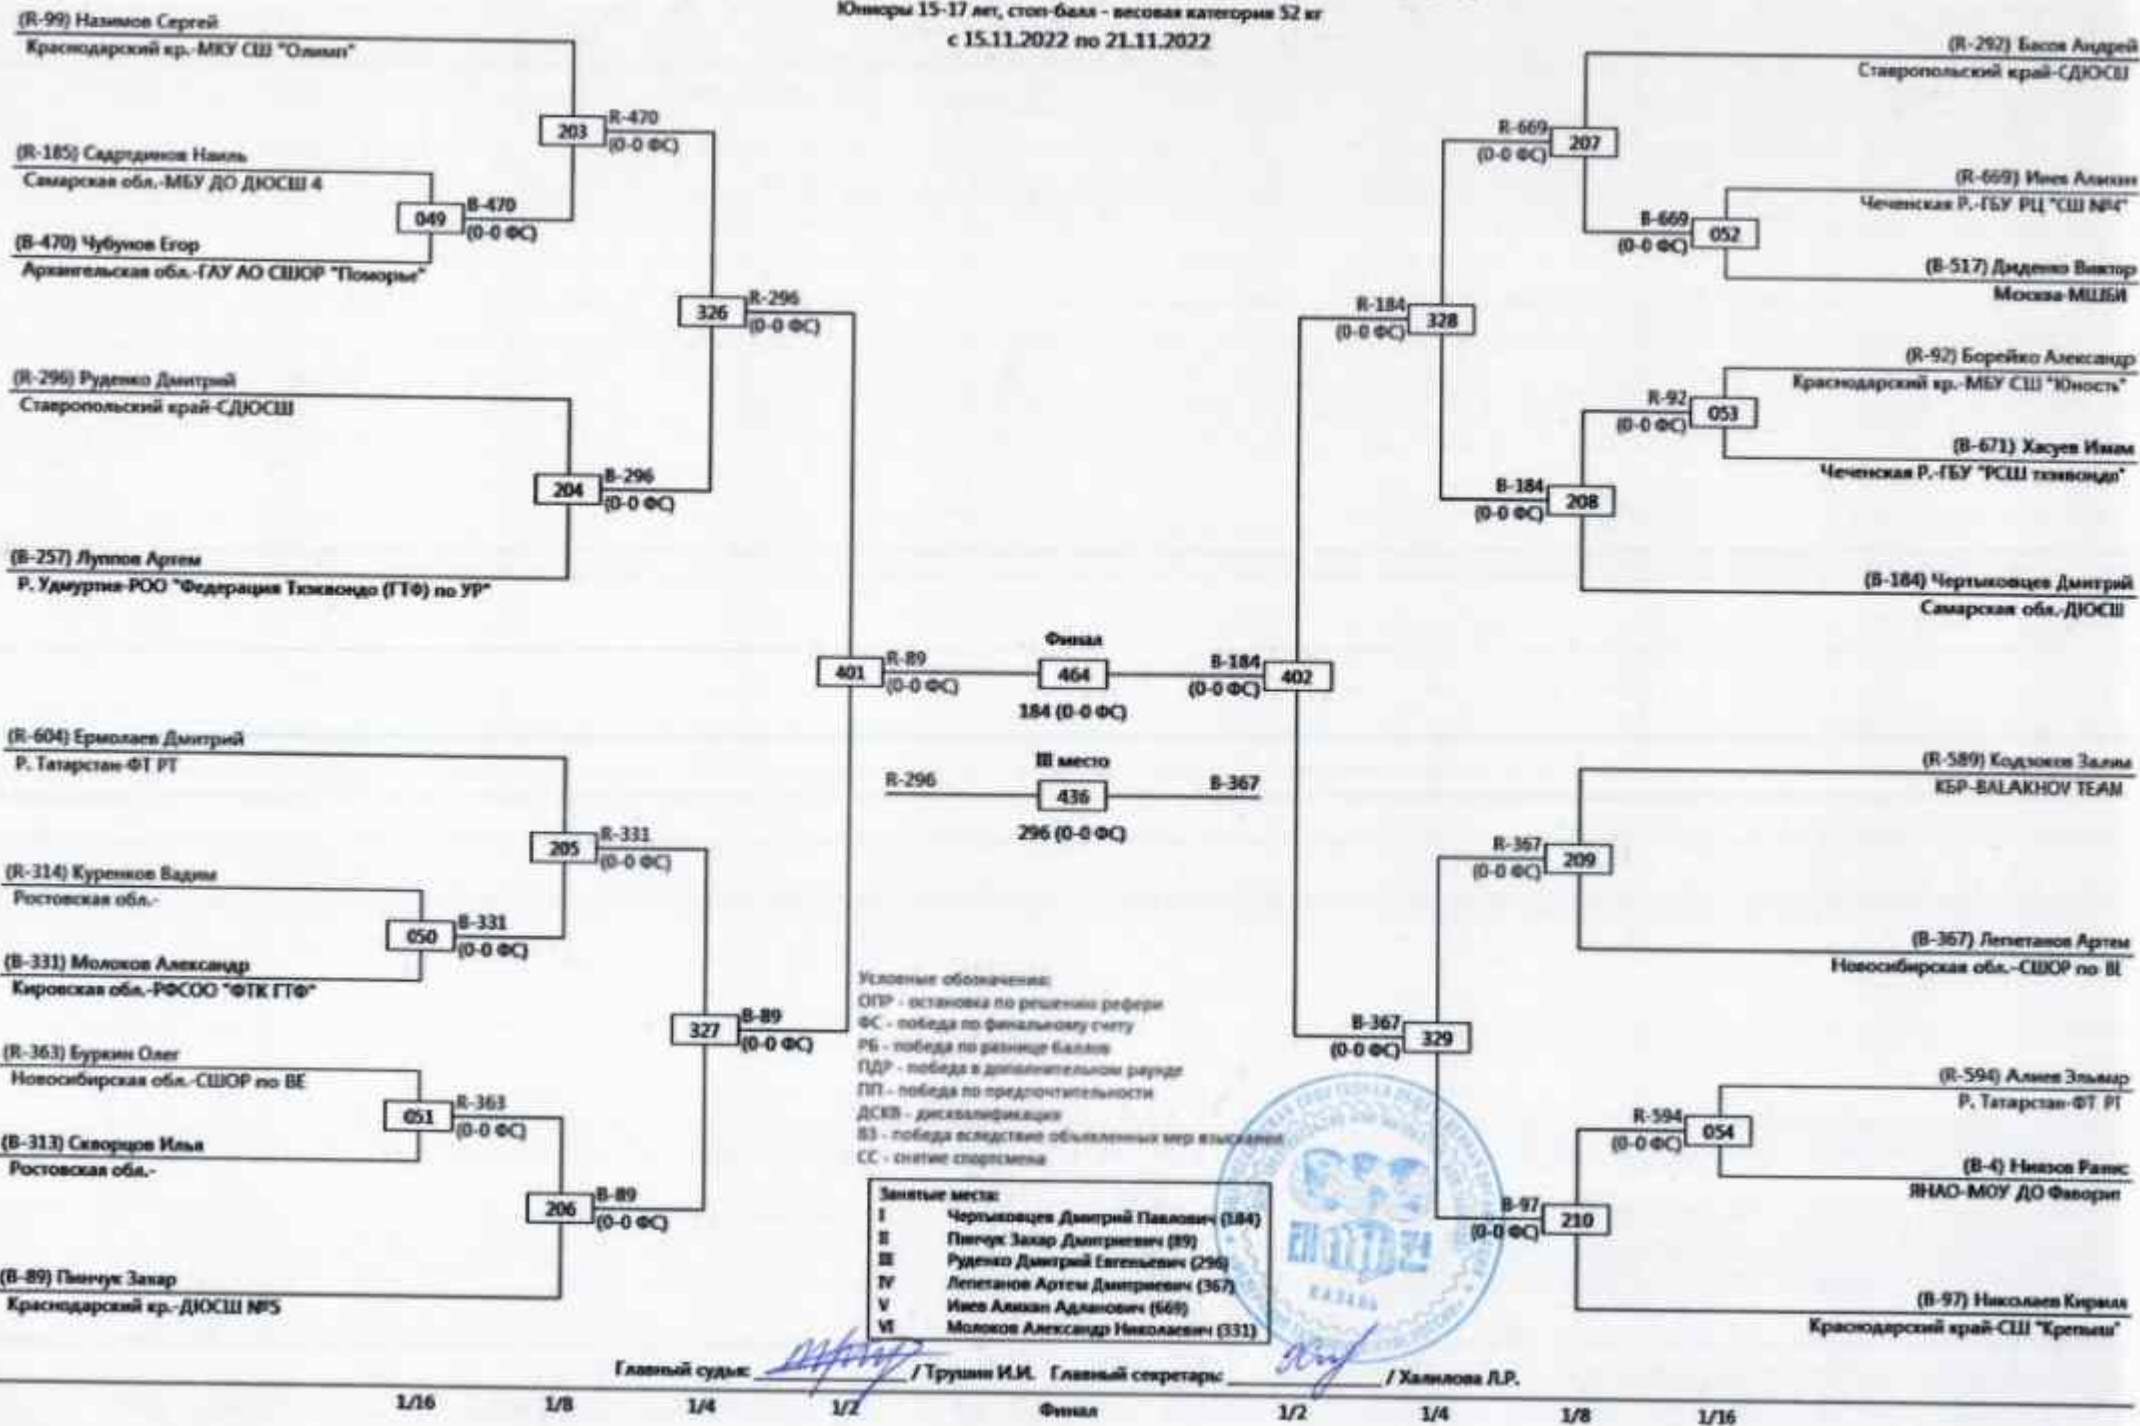 Юниоры 15-17 лет, стоп-балл - весовая категория 52 кг
с 15.11.2022 по 21.11.2022
(R-99) Назимов Сергей
Краснодарский кр.-МКУ СШ "Олимп"
(R-185) Садртдинов Наиль
Самарская обл.-МБУ ДО ДЮСШ 4
(B-470) Чубунов Егор
Архангельская обл.-ГАУ АО СШОР "Поморье"
(R-296) Руденко Дмитрий
Ставропольский край-СДЮСШ
(B-257) Луппов Артем
Р. Удмуртия-РОО "Федерация Тхэквондо (ГТФ) по УР"
(R-604) Ермолаев Дмитрий
Р. Татарстан-ФТ РТ
(R-314) Куренков Вадим
Ростовская обл.-
(B-331) Молоков Александр
Кировская обл.-РФСОО "ФТК ГТФ"
(R-363) Буркин Олег
Новосибирская обл.-СШОР по ВЕ
(B-313) Скворцов Илья
Ростовская обл.-
(B-89) Пинчук Захар
Краснодарский кр.-ДЮСШ №5
049
B-470
(0-0 ФС)
050
B-331
(0-0 ФС)
051
R-363
(0-0 ФС)
203
R-470
(0-0 ФС)
204
B-296
(0-0 ФС)
205
R-331
(0-0 ФС)
206
B-89
(0-0 ФС)
326
R-296
(0-0 ФС)
327
B-89
(0-0 ФС)
401
R-89
(0-0 ФС)
Финал
464
184 (0-0 ФС)
III место
R-296
436
B-367
296 (0-0 ФС)
B-184
(0-0 ФС)
402
R-184
(0-0 ФС)
328
B-367
(0-0 ФС)
329
R-669
(0-0 ФС)
207
B-184
(0-0 ФС)
208
R-367
(0-0 ФС)
209
B-97
(0-0 ФС)
210
B-669
(0-0 ФС)
052
R-92
(0-0 ФС)
053
R-594
(0-0 ФС)
054
(R-292) Басов Андрей
Ставропольский край-СДЮСШ
(R-669) Ииев Алихан
Чеченская Р.-ГБУ РЦ "СШ №4"
(B-517) Диденко Виктор
Москва-МШБИ
(R-92) Борейко Александр
Краснодарский кр.-МБУ СШ "Юность"
(B-671) Хасуев Имам
Чеченская Р.-ГБУ "РСШ тхэквондо"
(B-184) Чертыковцев Дмитрий
Самарская обл.-ДЮСШ
(R-589) Кодзоков Залим
КБР-BALAKHOV TEAM
(B-367) Лепетанов Артем
Новосибирская обл.-СШОР по ВЕ
(R-594) Алиев Эльмар
Р. Татарстан-ФТ РТ
(B-4) Ниязов Раис
ЯНАО-МОУ ДО Фаворит
(B-97) Николаев Кирилл
Краснодарский край-СШ "Крепыш"
Условные обозначения:
ОПР - остановка по решению рефери
ФС - победа по финальному счету
РБ - победа по разнице баллов
ПДР - победа в дополнительном раунде
ПП - победа по предпочтительности
ДСКВ - дисквалификация
ВЗ - победа вследствие объявленных мер взыскания
СС - снятие спортсмена
Занятые места:
I Чертыковцев Дмитрий Павлович (184)
II Пинчук Захар Дмитриевич (89)
III Руденко Дмитрий Евгеньевич (296)
IV Лепетанов Артем Дмитриевич (367)
V Ииев Алихан Адланович (669)
VI Молоков Александр Николаевич (331)
Главный судья: / Трушин И.И. Главный секретарь: / Халилова Л.Р.
1/16 1/8 1/4 1/2 Финал 1/2 1/4 1/8 1/16